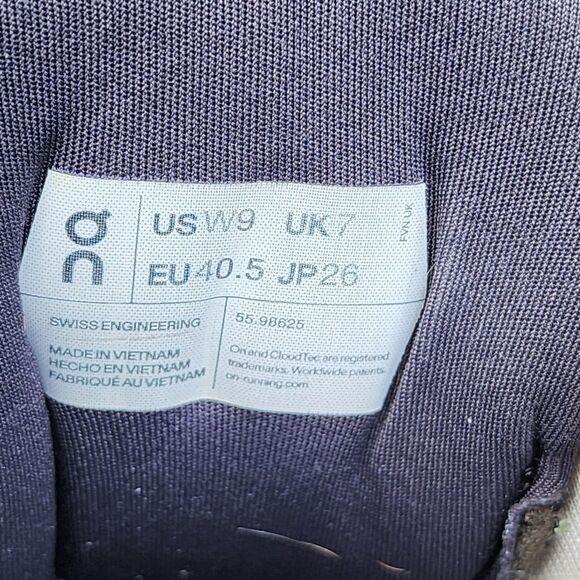 US W9 UK 7
EU 40.5 JP 26
SWISS ENGINEERING
55.98625
MADE IN VIETNAM
HECHO EN VIETNAM
FABRIQUÉ AU VIETNAM
On and CloudTec are registered
trademarks. Worldwide patents.
on-running.com